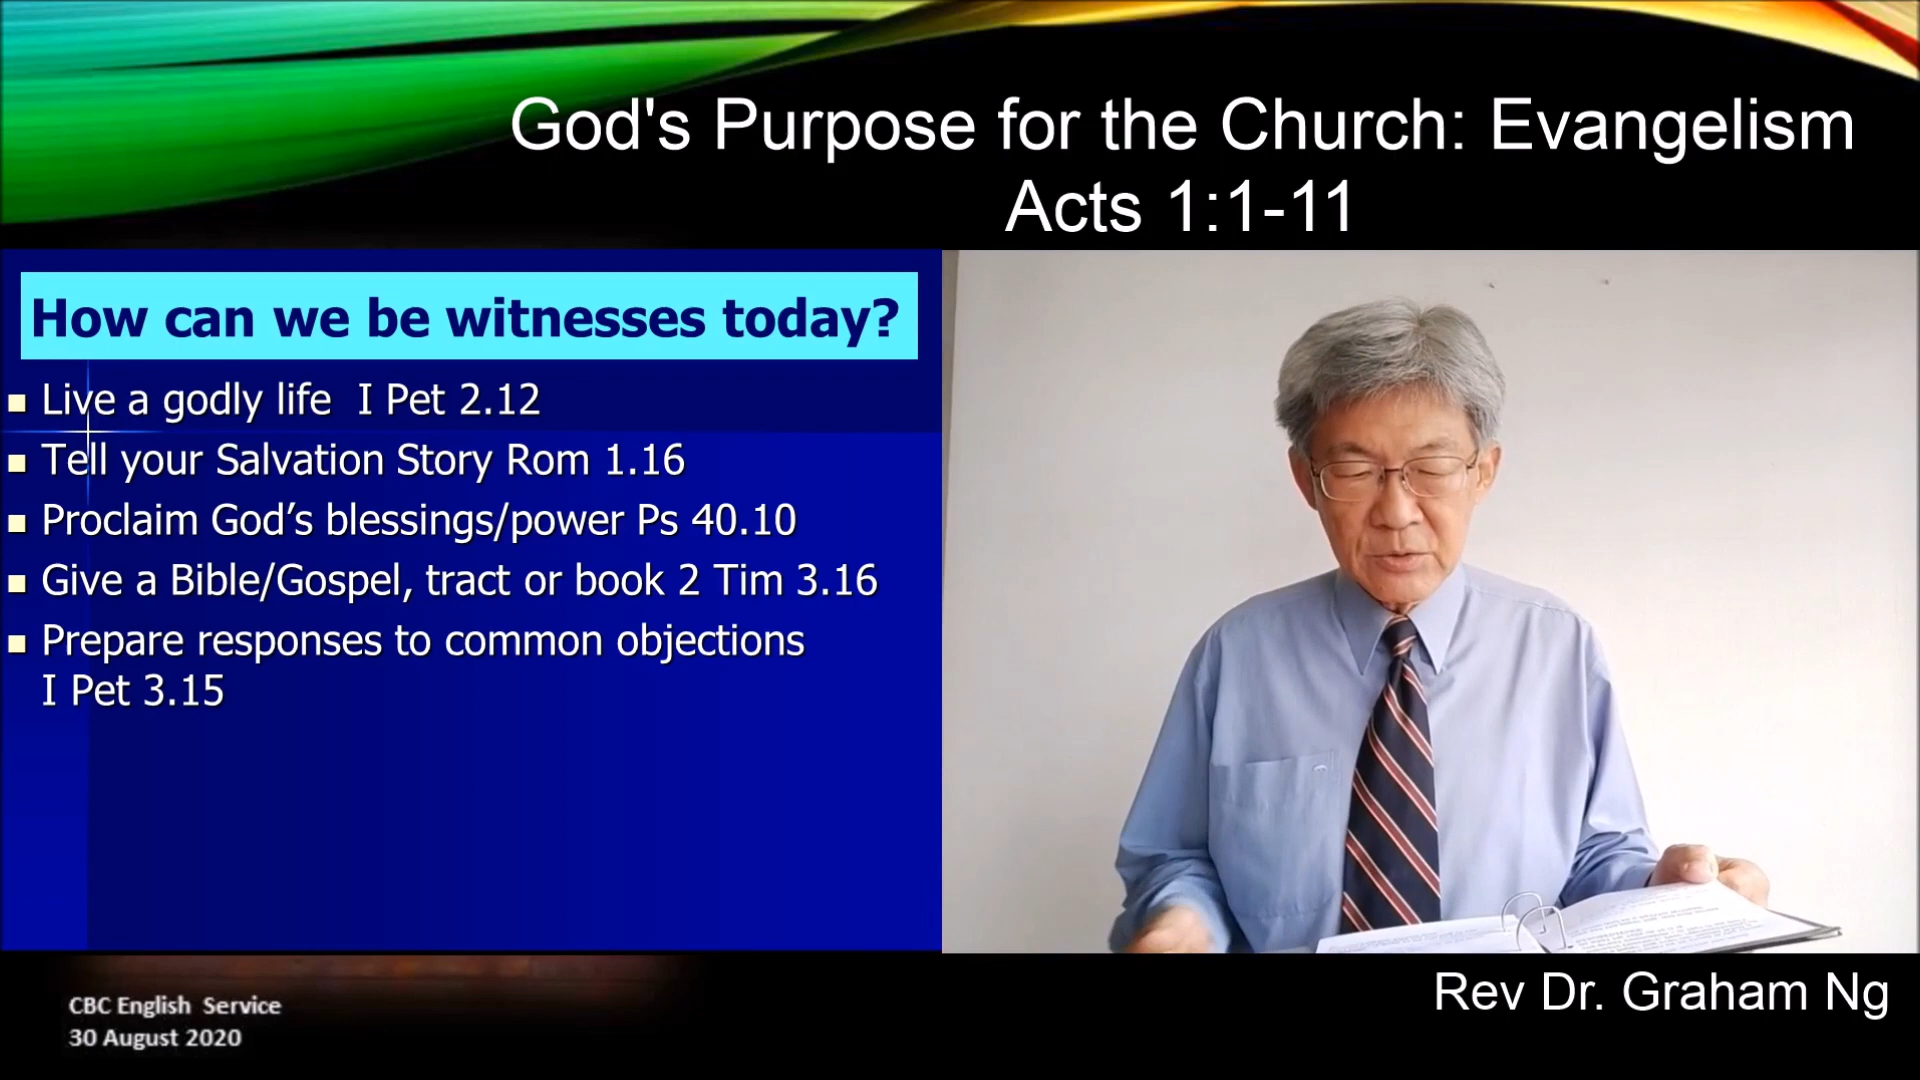 God's Purpose for the Church: Evangelism
Acts 1:1-11
How can we be witnesses today?
Live a godly life  I Pet 2.12
Tell your Salvation Story Rom 1.16
Proclaim God’s blessings/power Ps 40.10
Give a Bible/Gospel, tract or book 2 Tim 3.16
Prepare responses to common objections
I Pet 3.15
Rev Dr. Graham Ng
CBC English  Service
30 August 2020